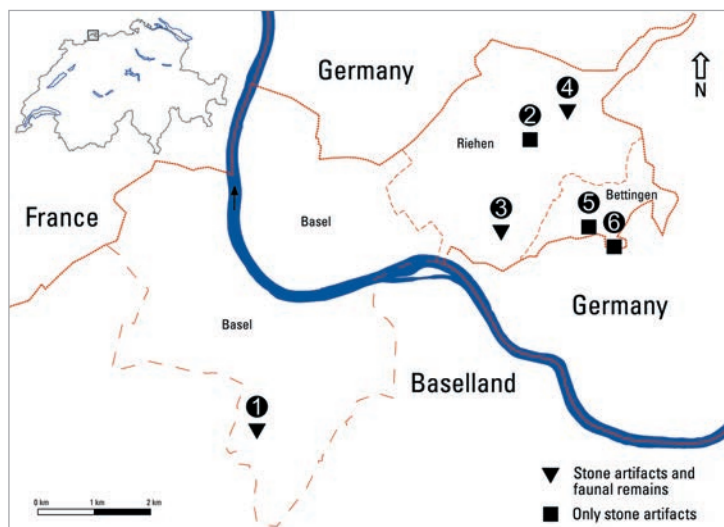 Germany
N
4
2
Riehen
Bettingen
France
Basel
3
5
6
Germany
Basel
Baselland
1
Stone artifacts and
faunal remains
0 km
1 km
2 km
Only stone artifacts